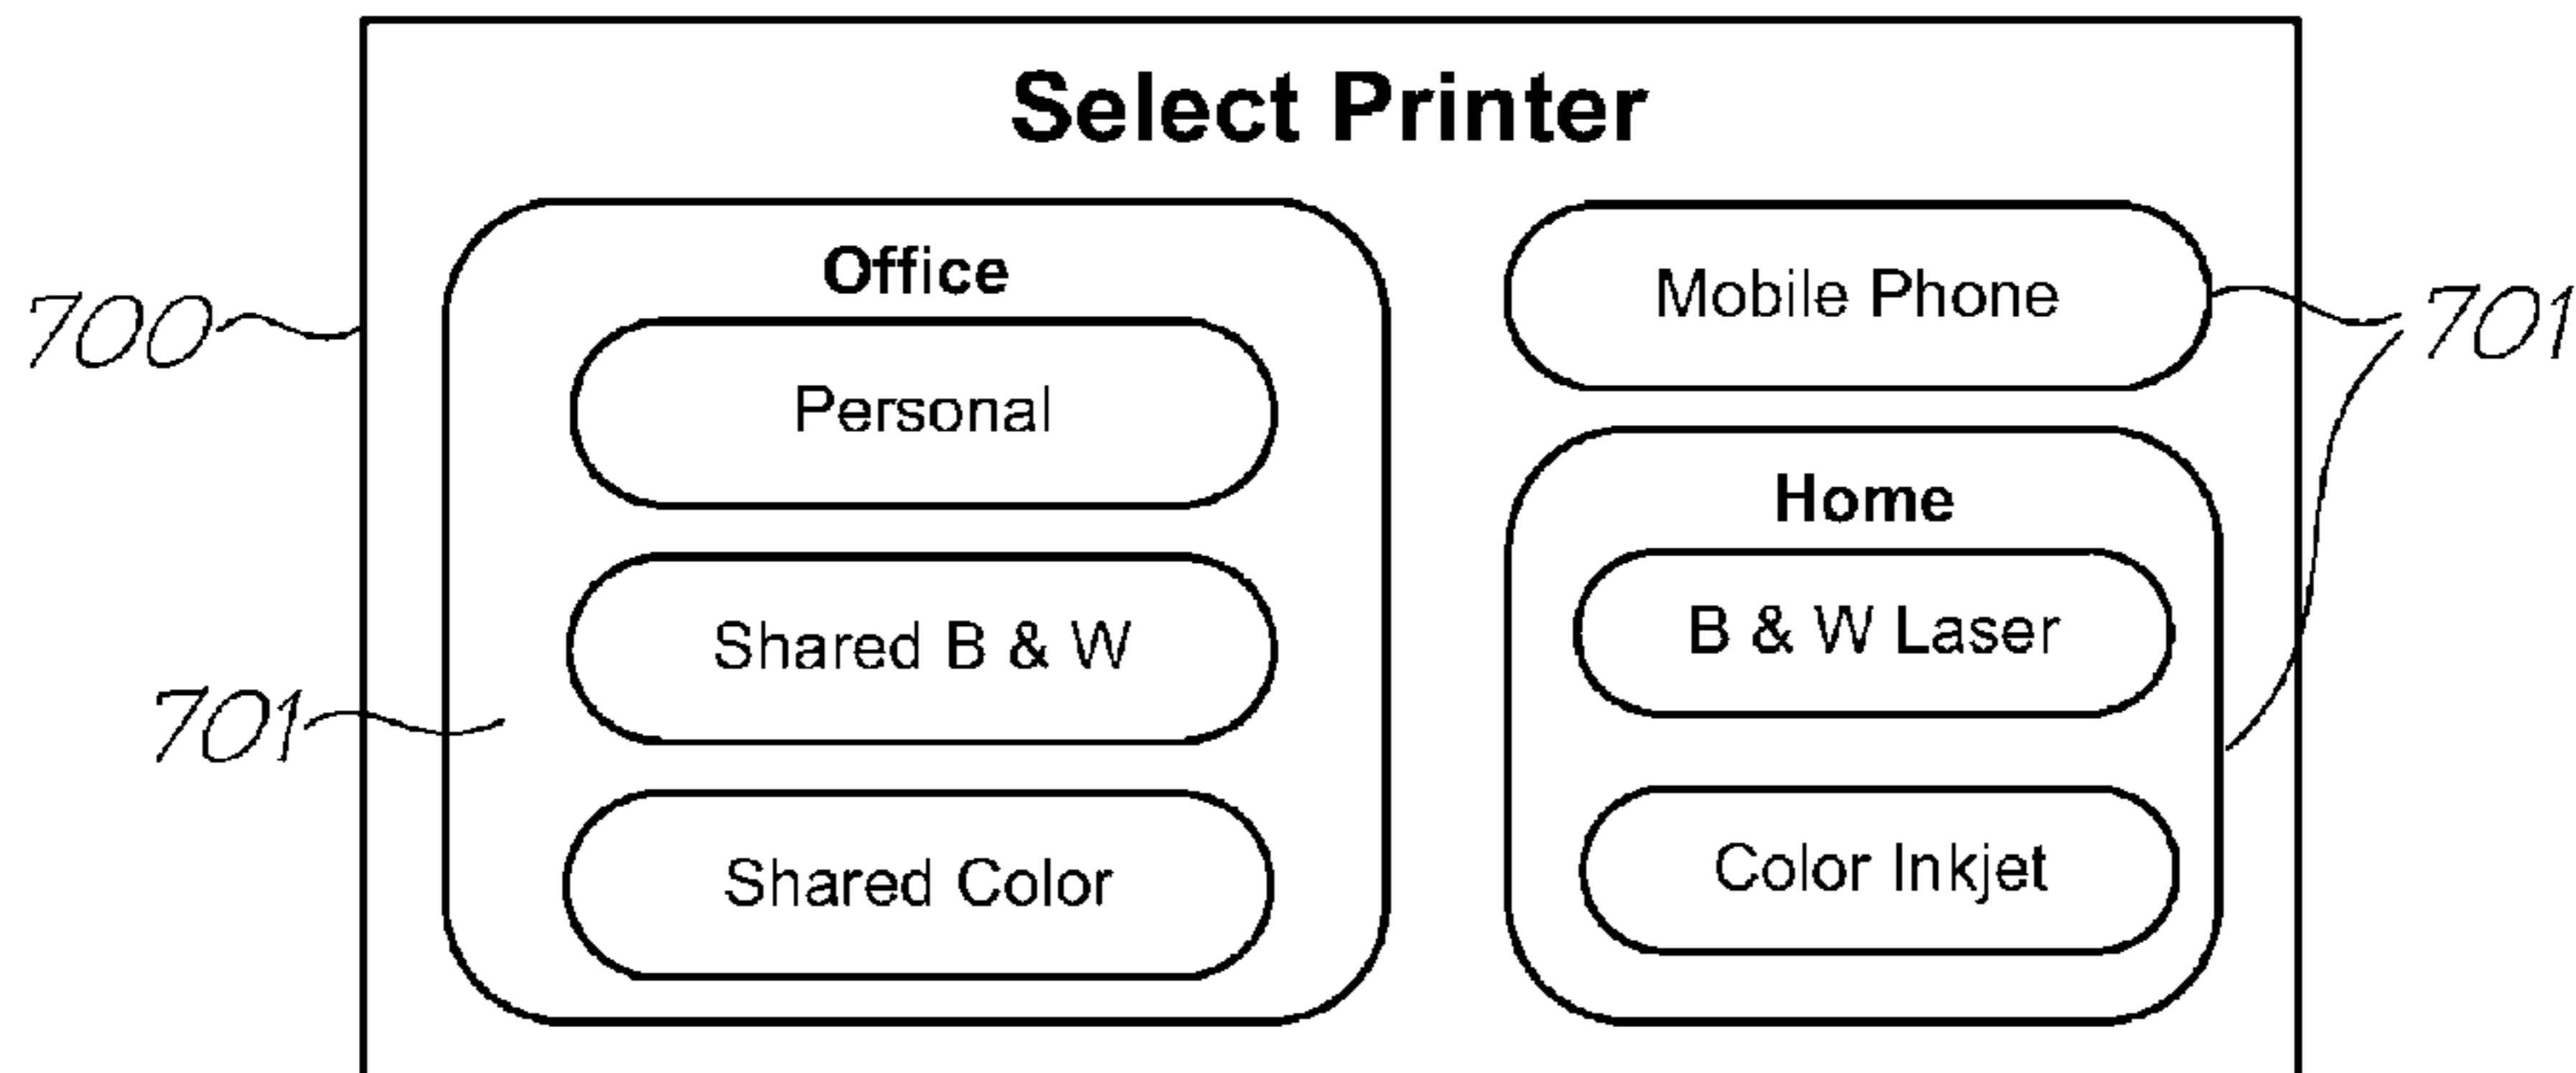 Select Printer
Office
Personal
Shared B & W
Shared Color
Mobile Phone
Home
B & W Laser
Color Inkjet
700
701
701